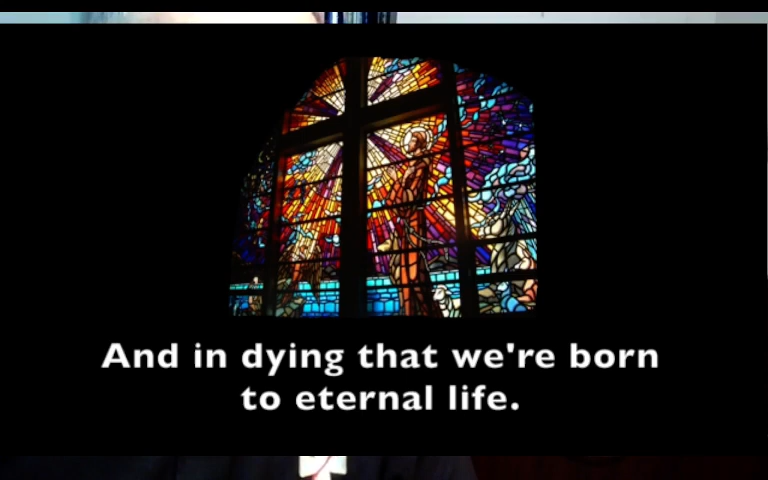 And in dying that we're born
to eternal life.